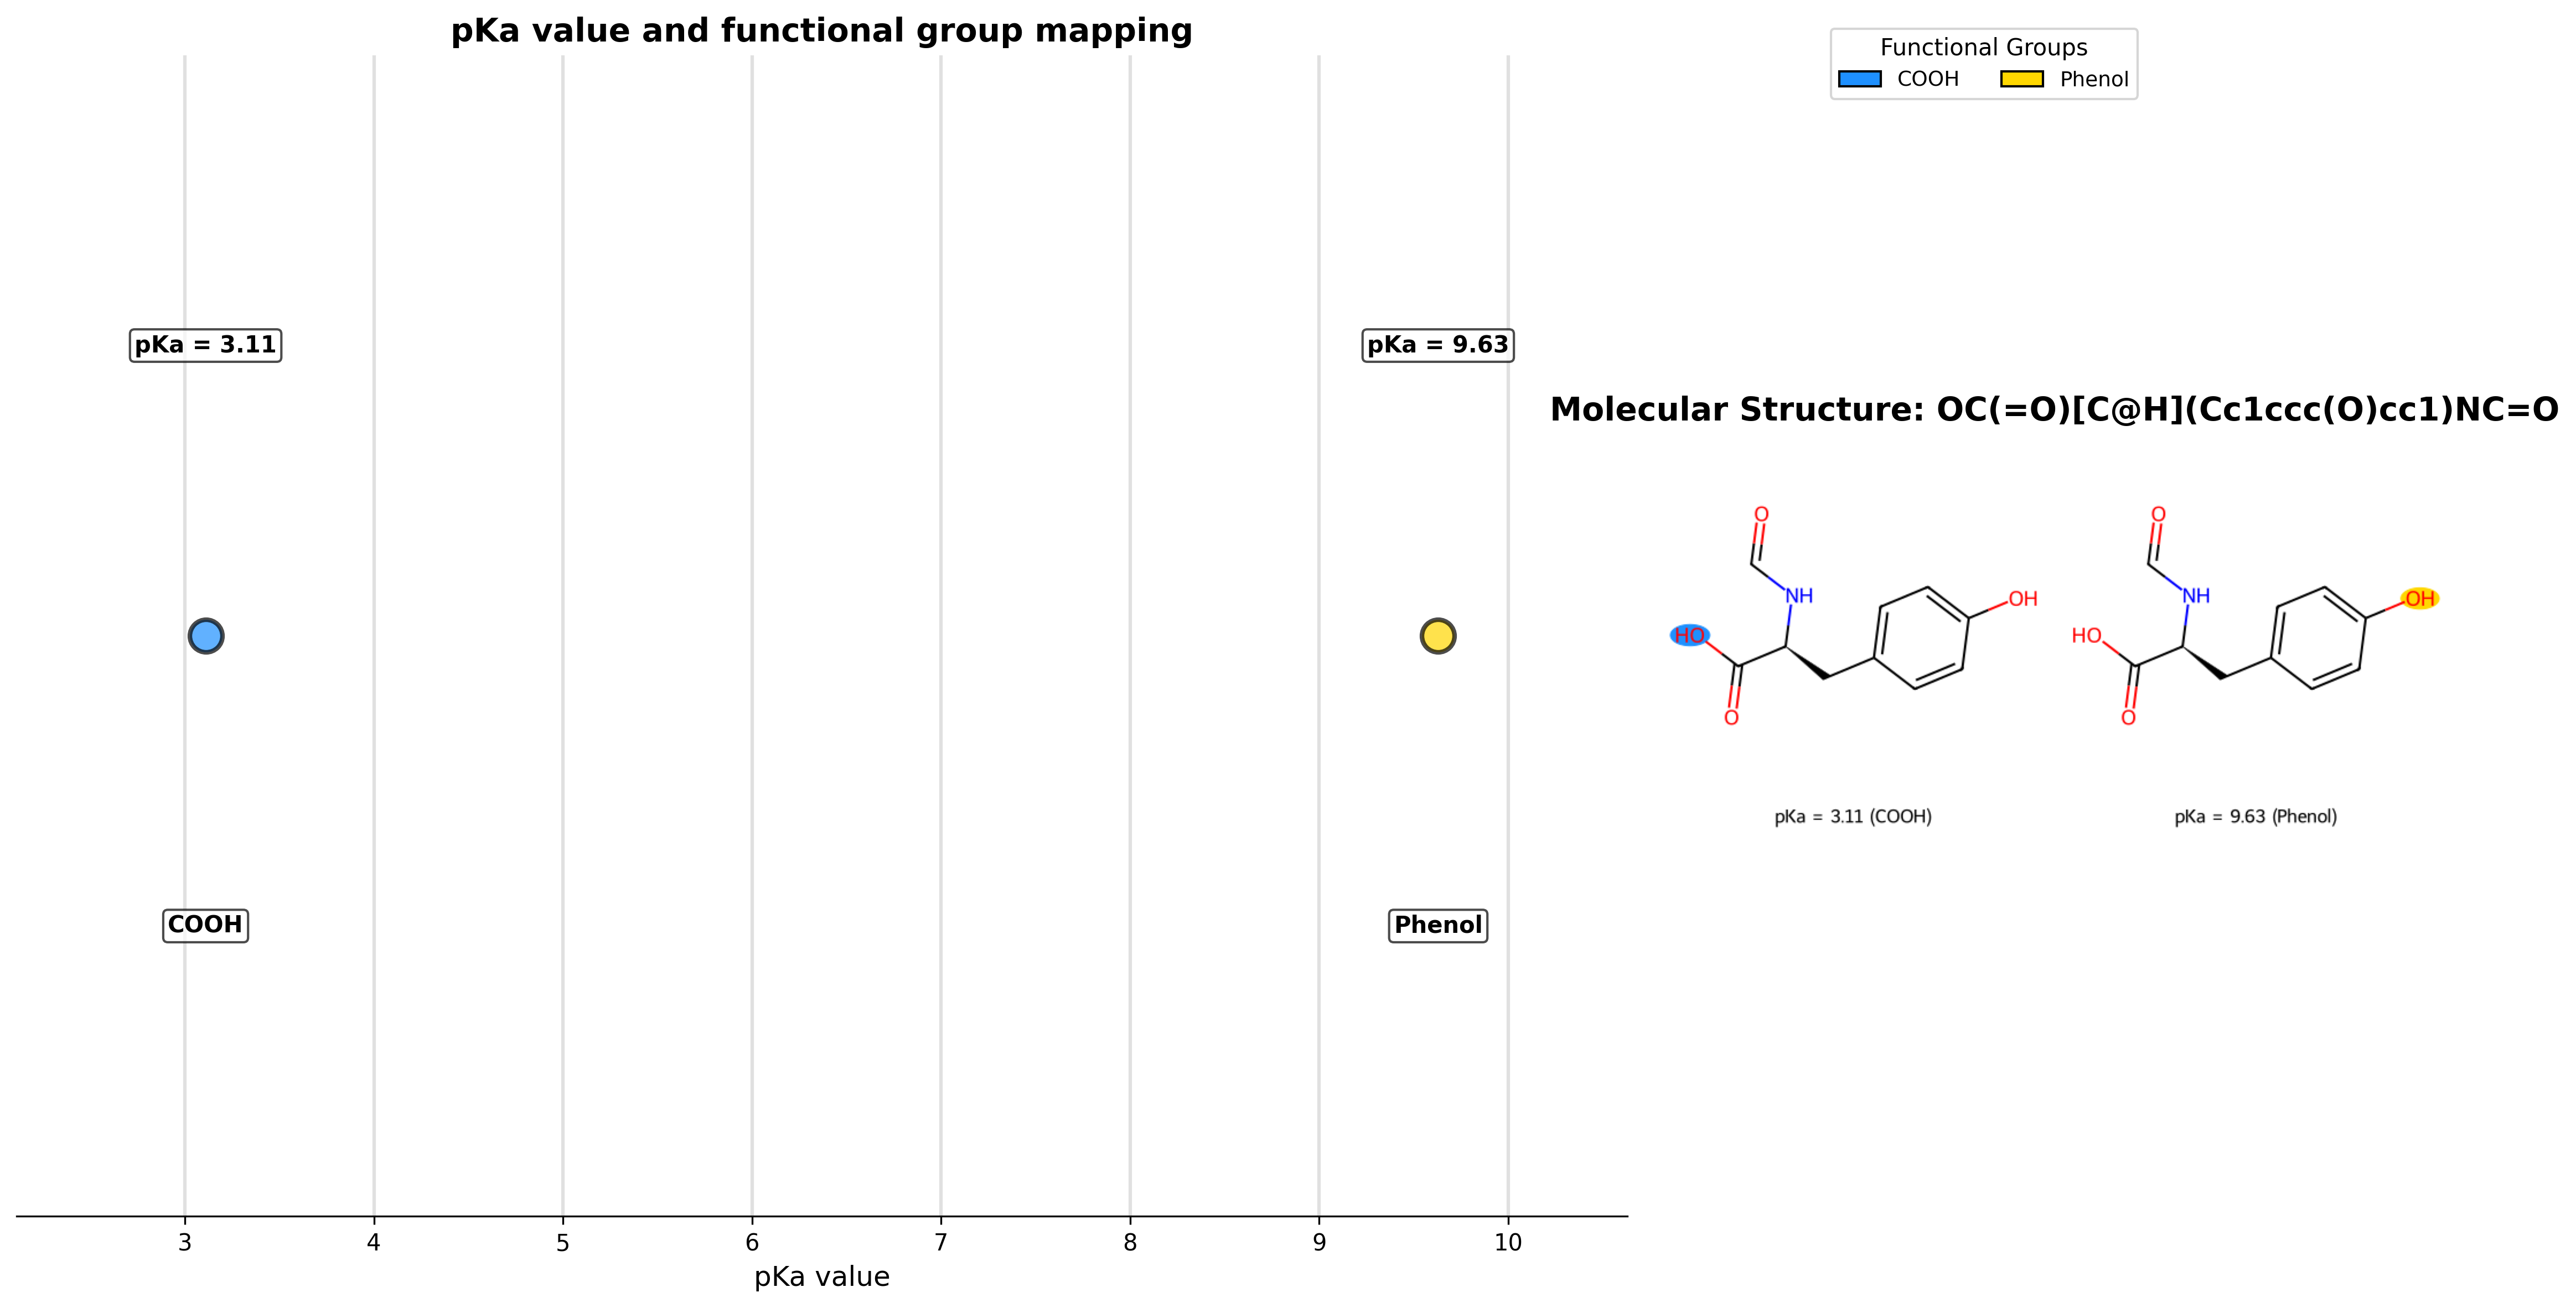 pKa value and functional group mapping
Functional Groups
COOH Phenol
pKa = 3.11
pKa = 9.63
COOH
Phenol
3 4 5 6 7 8 9 10
pKa value
Molecular Structure: OC(=O)[C@H](Cc1ccc(O)cc1)NC=O
O
NH
OH
HO
O
pKa = 3.11 (COOH)
O
NH
OH
HO
O
pKa = 9.63 (Phenol)